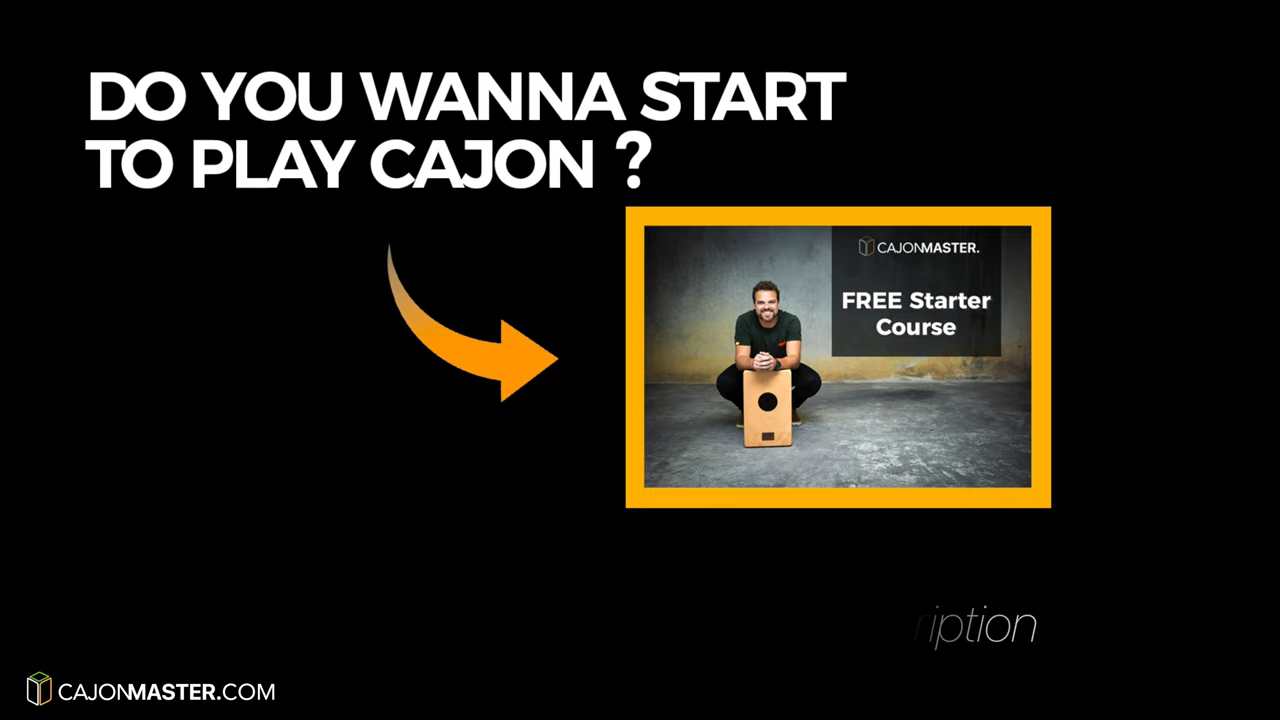 DO YOU WANNA START
TO PLAY CAJON ?
CAJONMASTER.
FREE Starter
Course
CAJONMASTER.COM